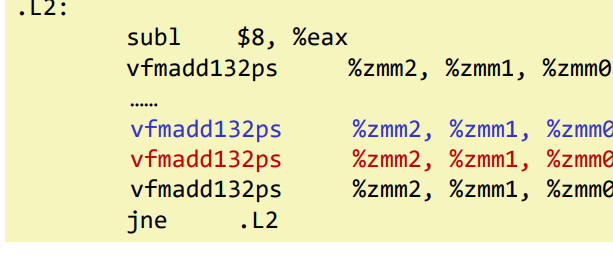 .L2:
subl $8, %eax
vfmadd132ps %zmm2, %zmm1, %zmm0
……
vfmadd132ps %zmm2, %zmm1, %zmm0
vfmadd132ps %zmm2, %zmm1, %zmm0
vfmadd132ps %zmm2, %zmm1, %zmm0
jne .L2